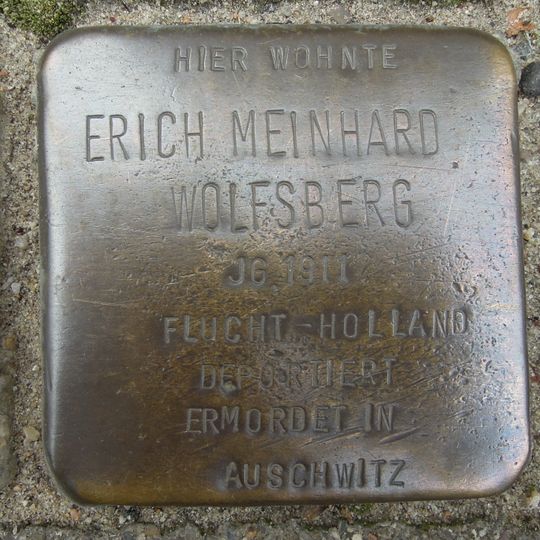 HIER WOHNTE
ERICH MEINHARD
WOLFSBERG
JG. 1911
FLUCHT-HOLLAND
DEPORTIERT
ERMORDET IN
AUSCHWITZ